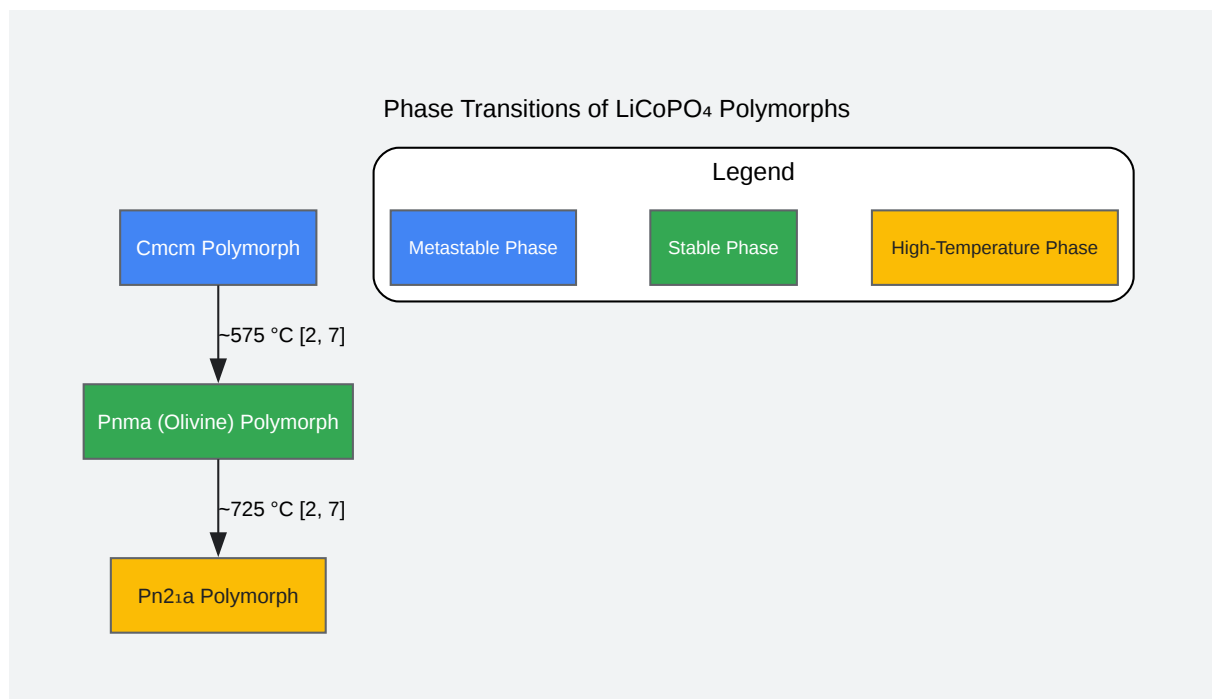 Phase Transitions of LiCoPO₄ Polymorphs
Legend
Metastable Phase
Stable Phase
High-Temperature Phase
Cmcm Polymorph
~575 °C [2, 7]
Pnma (Olivine) Polymorph
~725 °C [2, 7]
Pn2₁a Polymorph